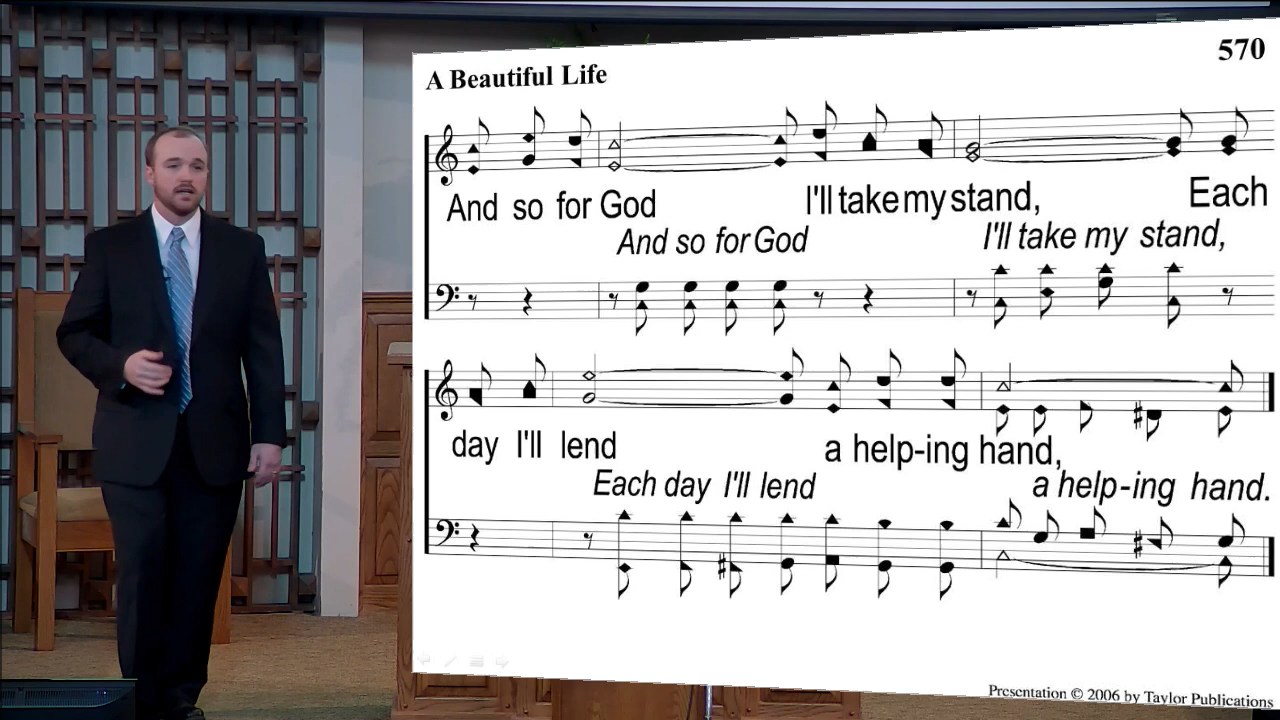 570
A Beautiful Life
And so for God I'll take my stand, Each
And so for God I'll take my stand,
day I'll lend a help-ing hand,
Each day I'll lend a help-ing hand.
Presentation © 2006 by Taylor Publications